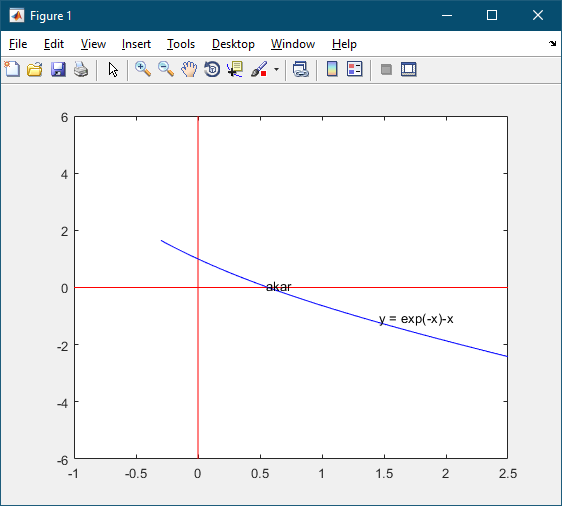 Figure 1
File Edit View Insert Tools Desktop Window Help
6
4
2
0
-2
-4
-6
akar
y = exp(-x)-x
-1 -0.5 0 0.5 1 1.5 2 2.5